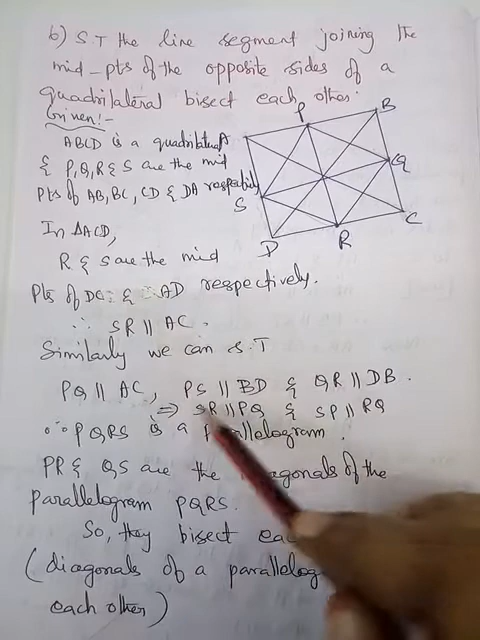 6) S.T the line segment joining the
mid-pts of the opposite sides of a
quadrilateral bisect each other.
Given:-
P
B
ABCD is a quadrilateral
& P,Q,R & S are the mid
Q
Pts of AB, BC, CD & DA respectively
S
C
In ΔACD,
D
R
R & S are the mid
Pts of DC & AD respectively.
∴ SR || AC.
Similarly we can S.T
PQ || AC, PS || BD & QR || DB.
⇒ SR || PQ & SP || RQ
∴ PQRS is a parallelogram.
PR & QS are the diagonals of the
parallelogram PQRS.
So, they bisect
(diagonals of a
each other)